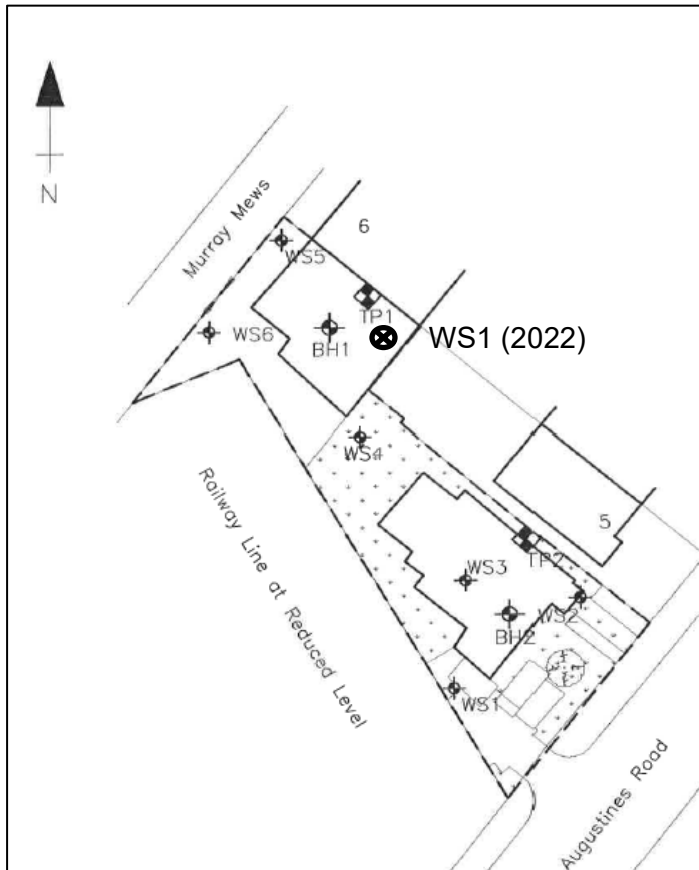 N
Murray Mews
6
WS5
TP1
WS6
BH1
WS1 (2022)
WS4
Railway Line at Reduced Level
5
TP2
WS3
WS2
BH2
WS1
Augustines Road